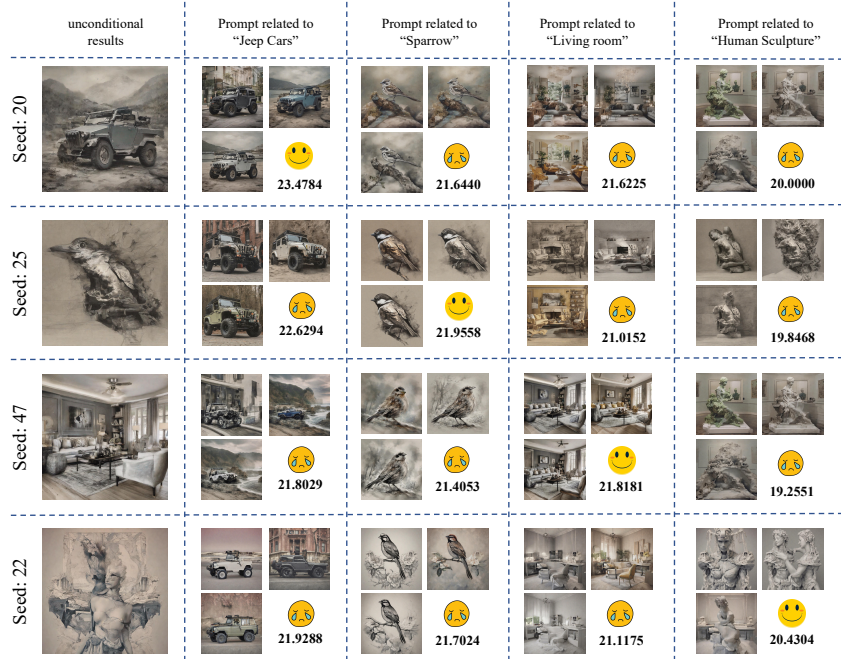 unconditional
results
Prompt related to
“Jeep Cars”
Prompt related to
“Sparrow”
Prompt related to
“Living room”
Prompt related to
“Human Sculpture”
Seed: 20
23.4784
21.6440
21.6225
20.0000
Seed: 25
22.6294
21.9558
21.0152
19.8468
Seed: 47
21.8029
21.4053
21.8181
19.2551
Seed: 22
21.9288
21.7024
21.1175
20.4304